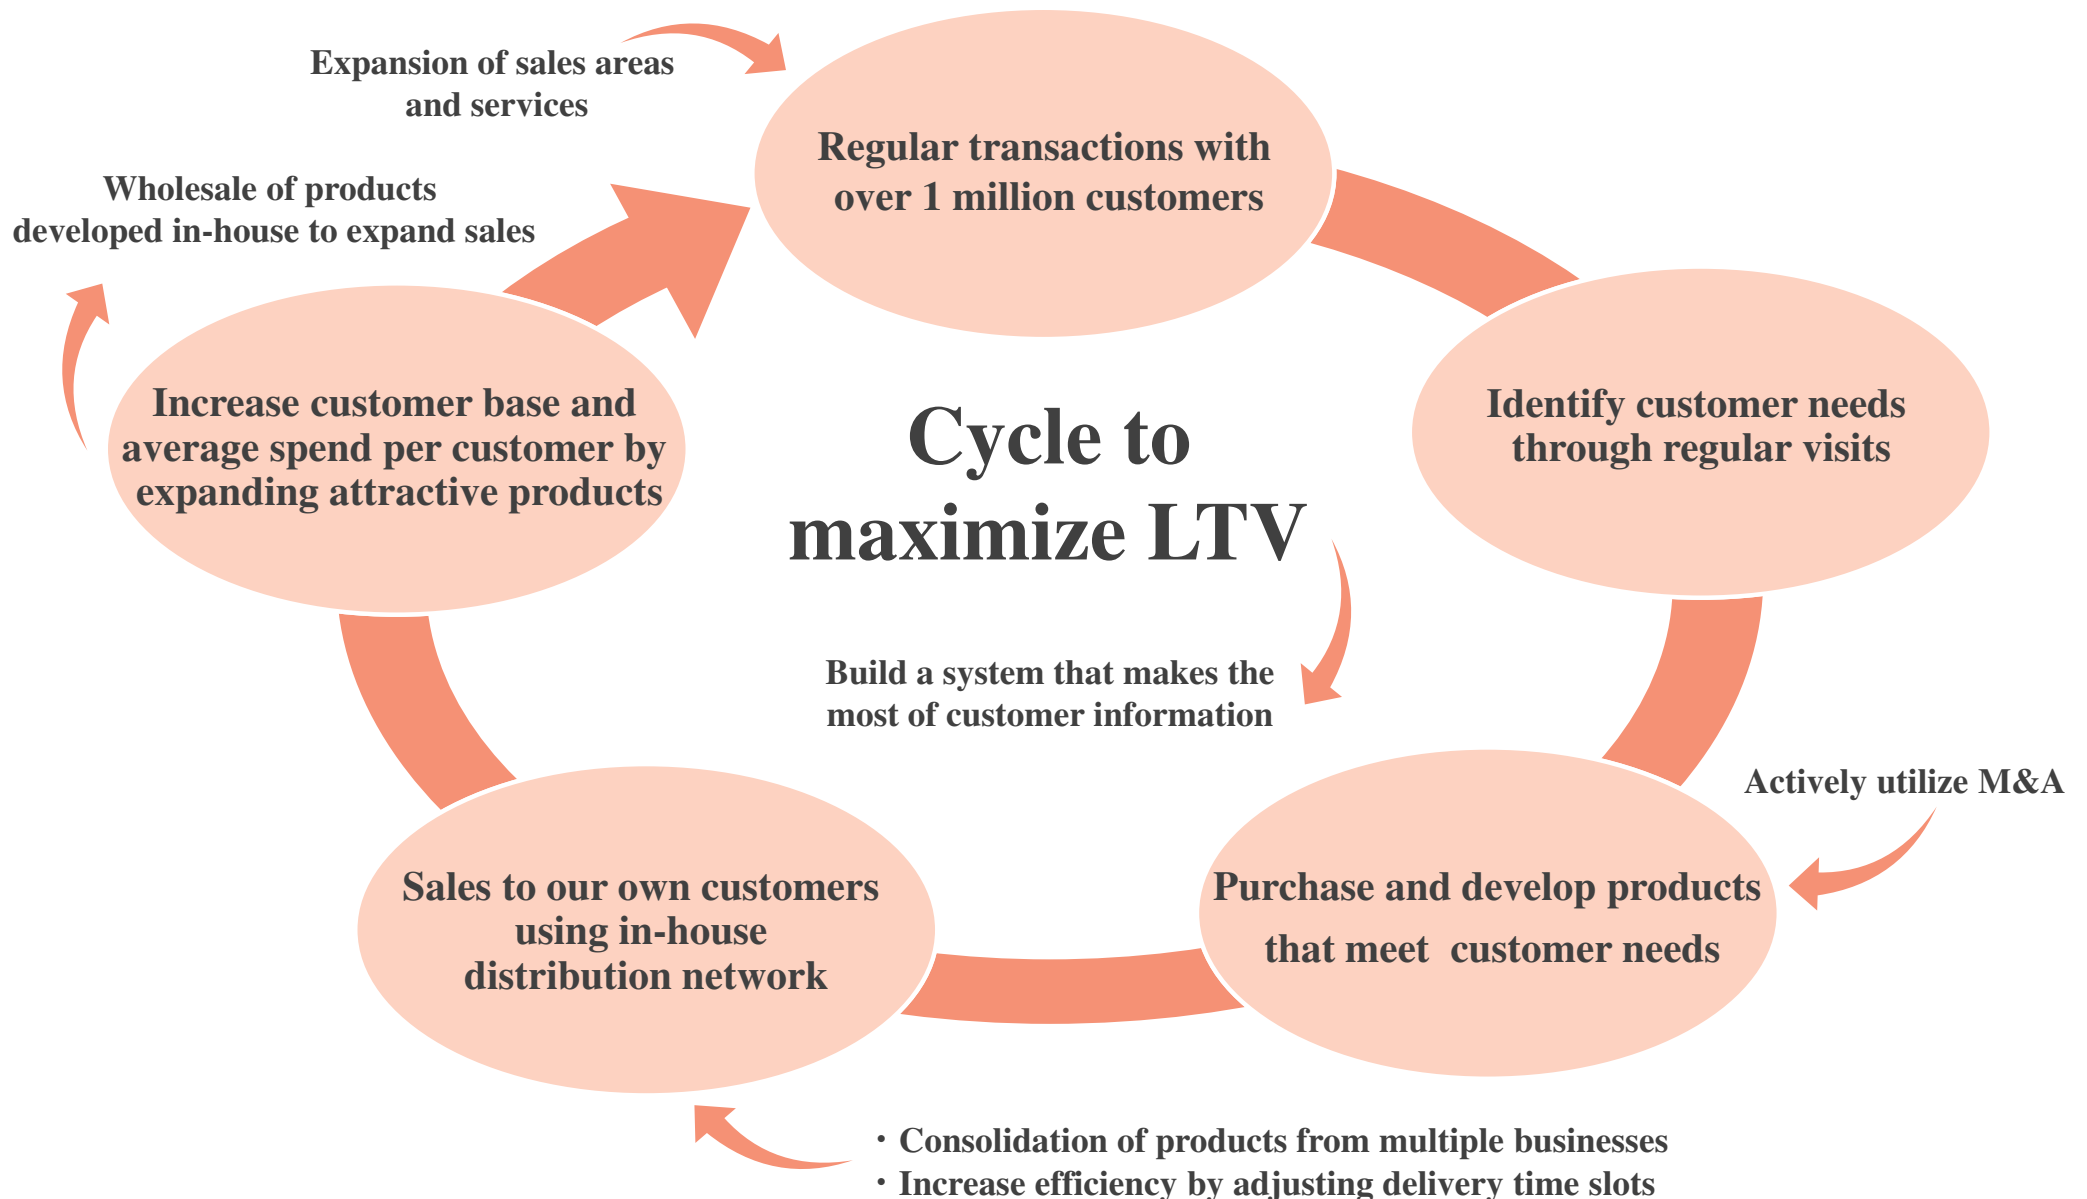 Expansion of sales areas
and services
Regular transactions with
over 1 million customers
Wholesale of products
developed in-house to expand sales
Increase customer base and
average spend per customer by
expanding attractive products
Cycle to
maximize LTV
Identify customer needs
through regular visits
Build a system that makes the
most of customer information
Actively utilize M&A
Sales to our own customers
using in-house
distribution network
Purchase and develop products
that meet customer needs
・Consolidation of products from multiple businesses
・Increase efficiency by adjusting delivery time slots